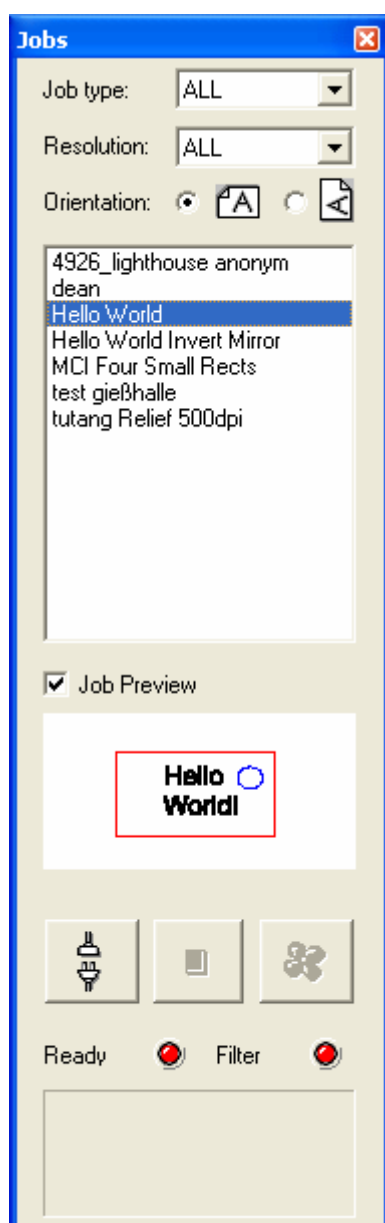 Jobs
Job type: ALL
Resolution: ALL
Orientation: A A
4926_lighthouse anonym
dean
Hello World
Hello World Invert Mirror
MCI Four Small Rects
test gießhalle
tutang Relief 500dpi
Job Preview
Hello
World!
Ready Filter